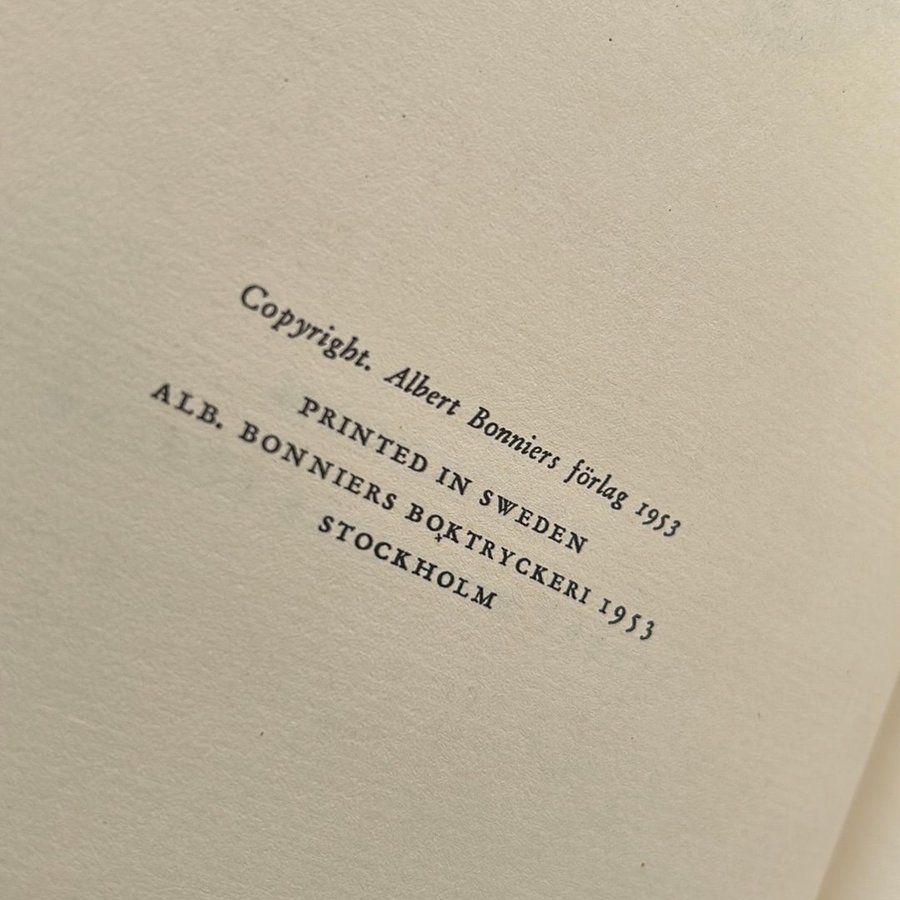 Copyright. Albert Bonniers förlag 1953
PRINTED IN SWEDEN
ALB. BONNIERS BOKTRYCKERI 1953
STOCKHOLM